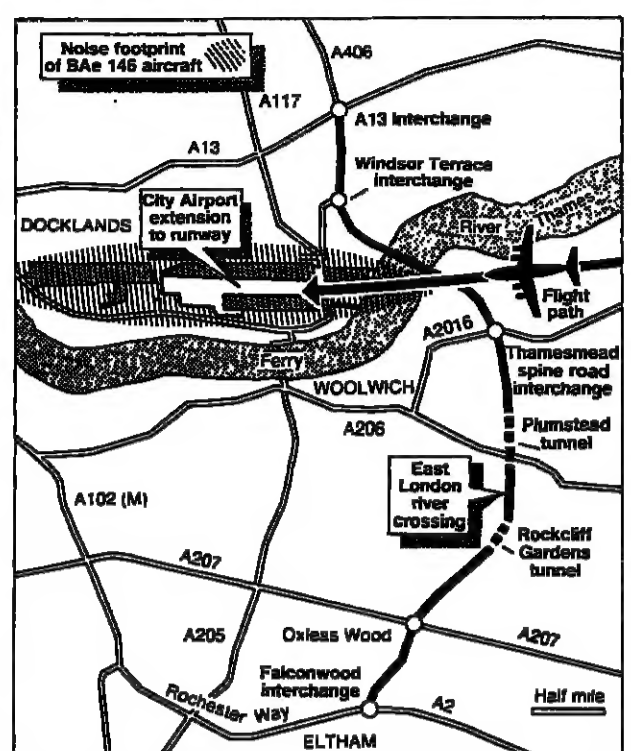 Noise footprint
of BAe 146 aircraft
A406
A117
A13 Interchange
A13
Windsor Terrace
interchange
City Airport
extension
to runway
DOCKLANDS
River Thames
Flight
path
A2016
Ferry
Thamesmead
spine road
interchange
WOOLWICH
A206
Plumstead
tunnel
East
London
river
crossing
A102 (M)
Rockcliff
Gardens
tunnel
A207
A205
Oxless Wood
A207
Falconwood
interchange
Rochester Way
A2
Half mile
ELTHAM